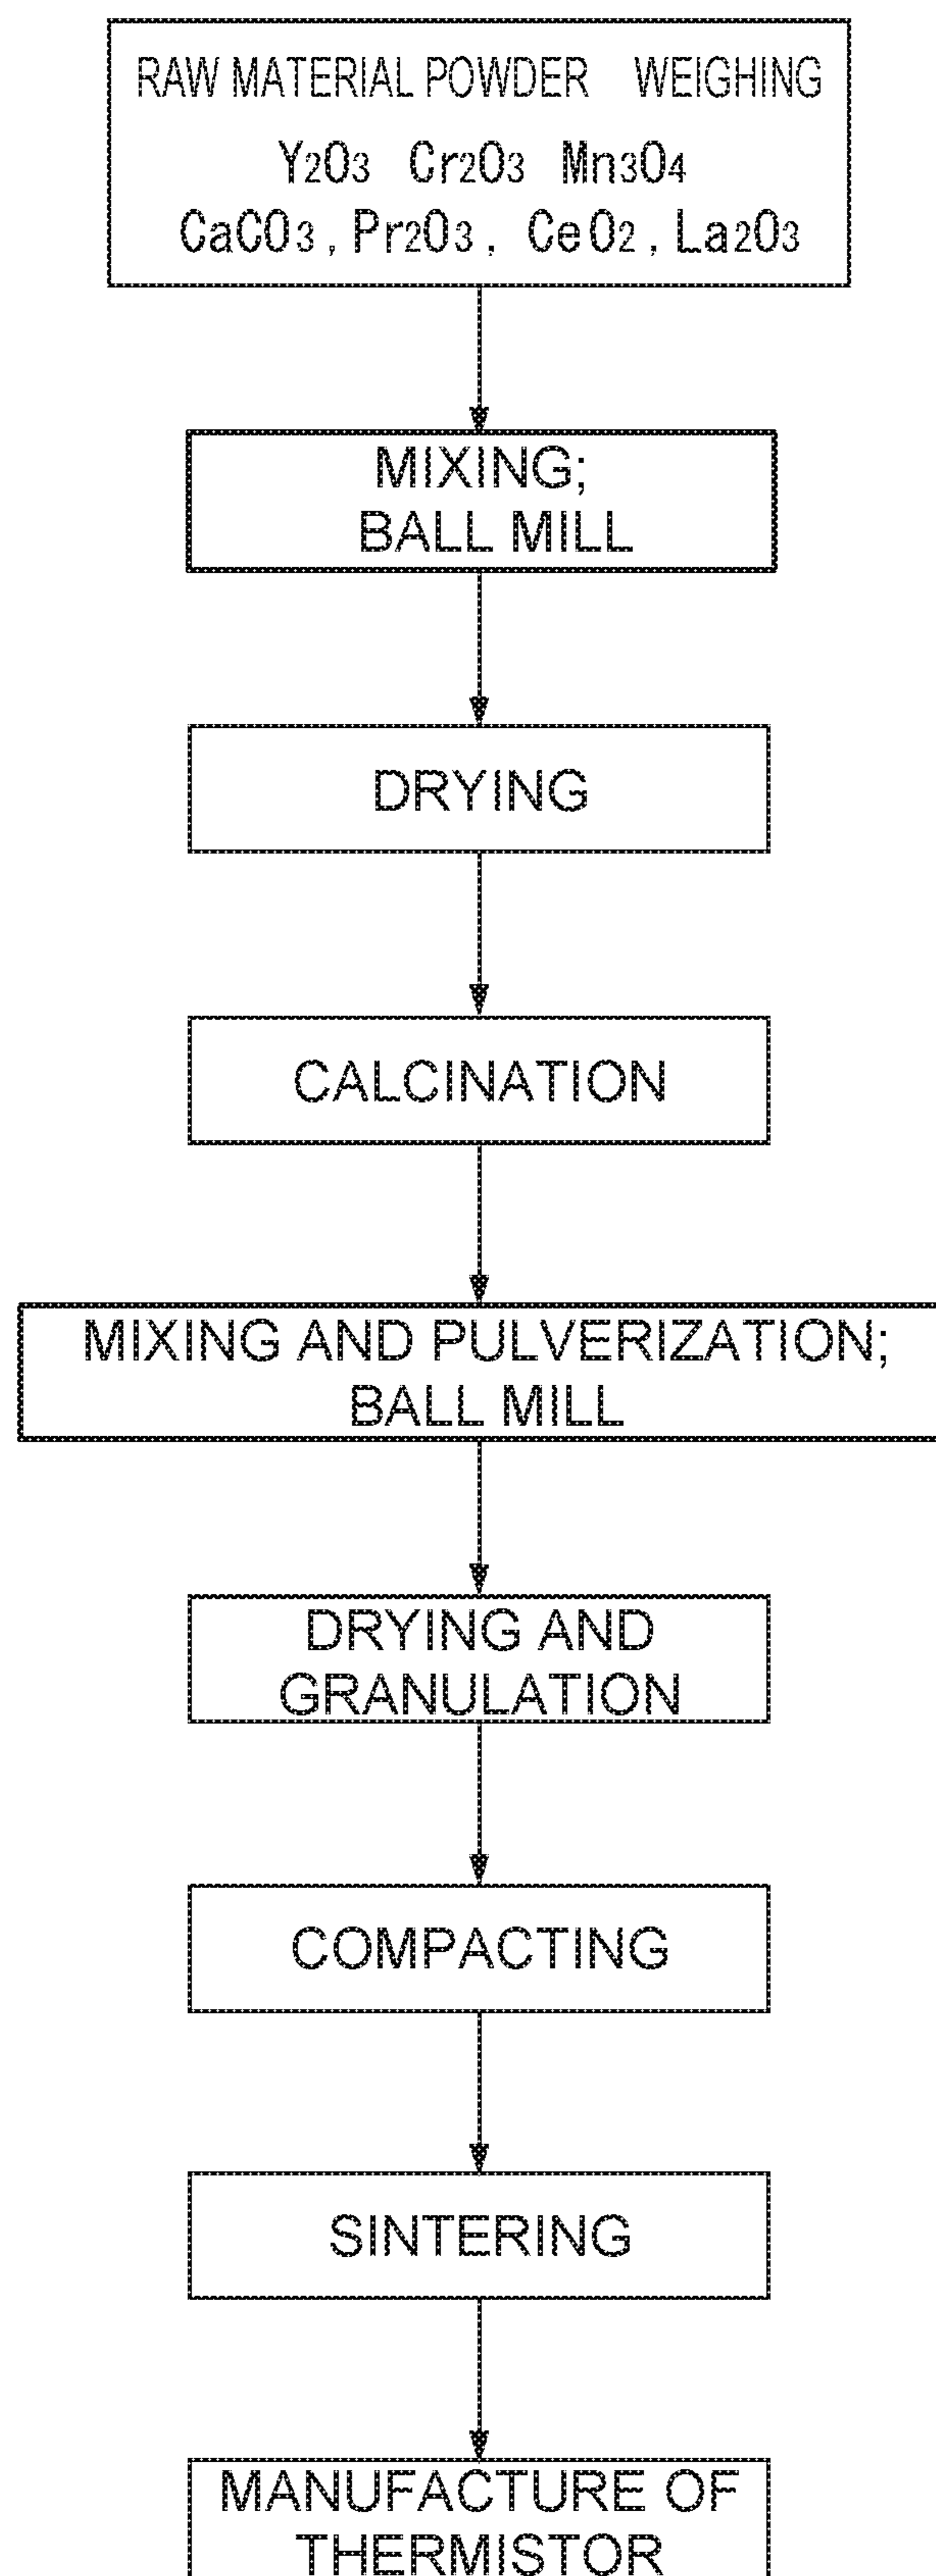 RAW MATERIAL POWDER WEIGHING
Y2O3 Cr2O3 Mn3O4
CaCO3, Pr2O3, CeO2, La2O3
MIXING;
BALL MILL
DRYING
CALCINATION
MIXING AND PULVERIZATION;
BALL MILL
DRYING AND
GRANULATION
COMPACTING
SINTERING
MANUFACTURE OF
THERMISTOR